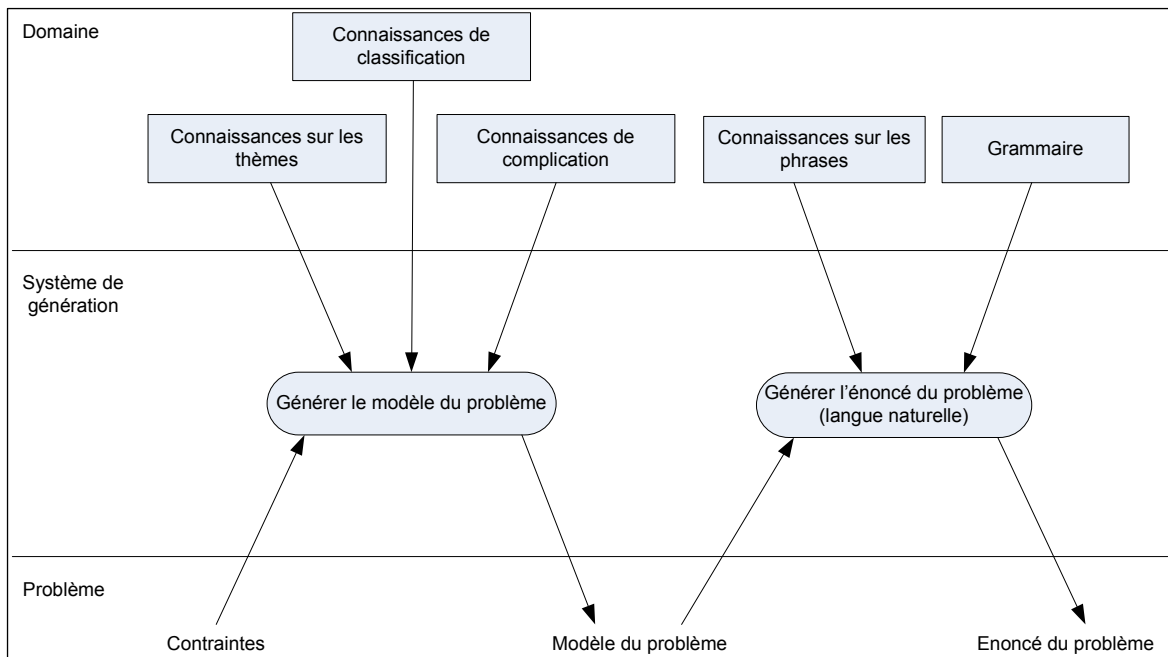 Domaine
Connaissances de
classification
Connaissances sur les
thèmes
Connaissances de
complication
Connaissances sur les
phrases
Grammaire
Système de
génération
Générer le modèle du problème
Générer l’énoncé du problème
(langue naturelle)
Problème
Contraintes
Modèle du problème
Enoncé du problème